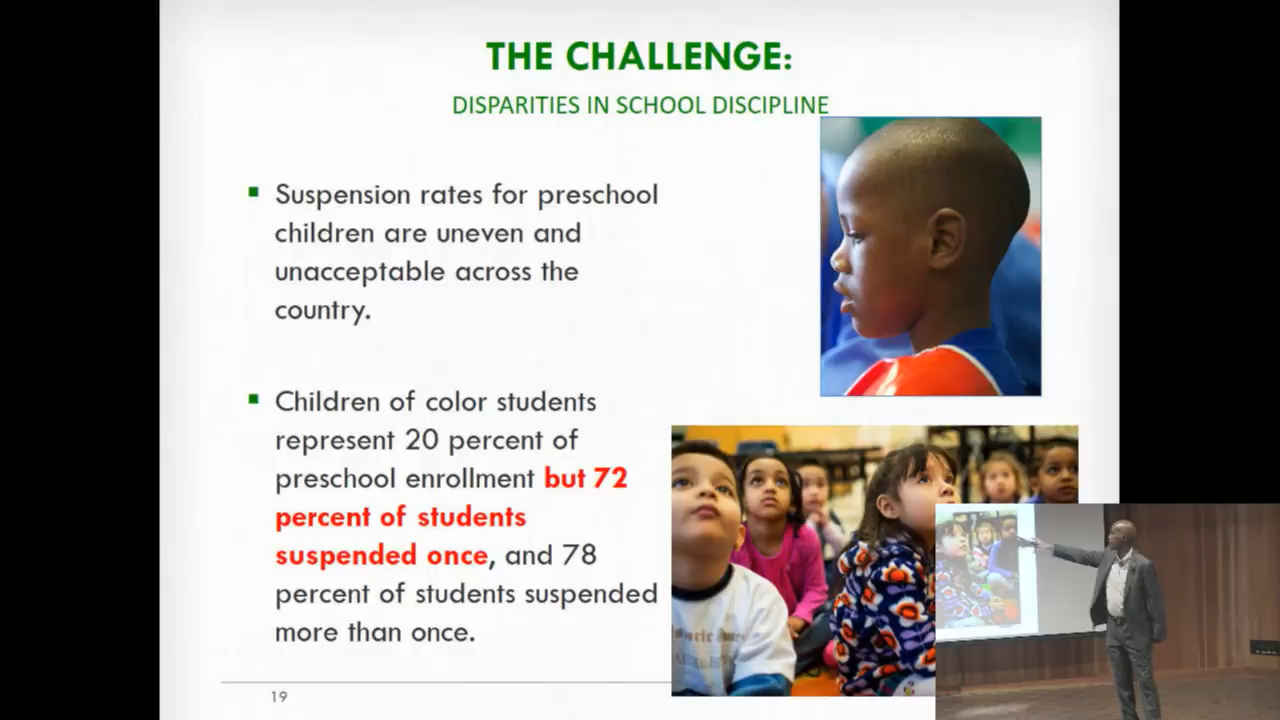 THE CHALLENGE:
DISPARITIES IN SCHOOL DISCIPLINE
▪ Suspension rates for preschool
children are uneven and
unacceptable across the
country.
▪ Children of color students
represent 20 percent of
preschool enrollment but 72
percent of students
suspended once, and 78
percent of students suspended
more than once.
19